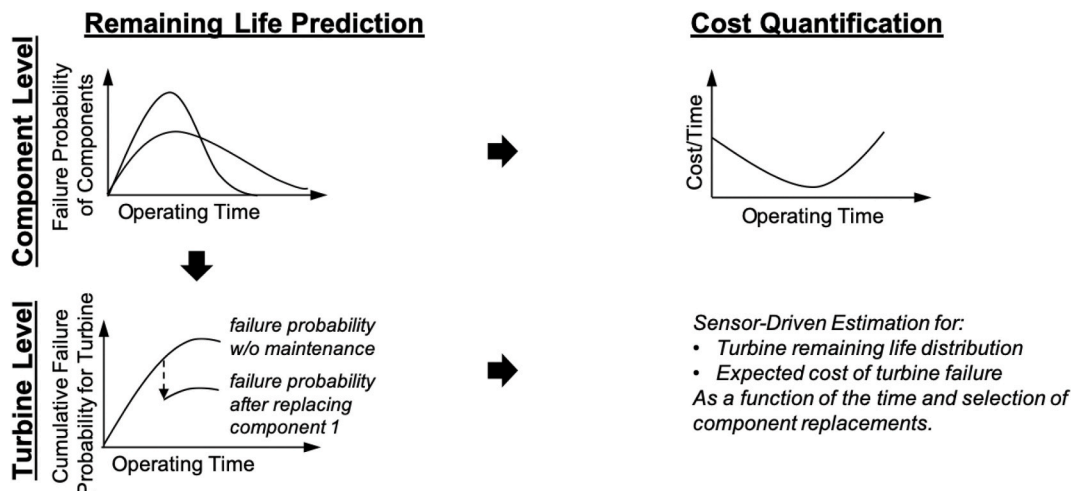 Remaining Life Prediction
Cost Quantification
Component Level
Failure Probability
of Components
Operating Time
Cost/Time
Operating Time
Turbine Level
Cumulative Failure
Probability for Turbine
failure probability
w/o maintenance
failure probability
after replacing
component 1
Operating Time
Sensor-Driven Estimation for:
• Turbine remaining life distribution
• Expected cost of turbine failure
As a function of the time and selection of
component replacements.